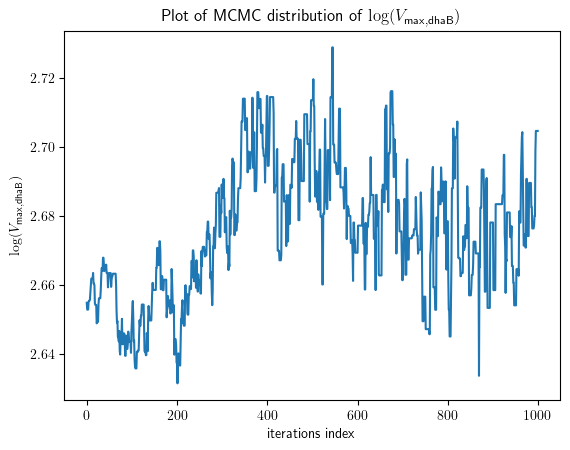 Plot of MCMC distribution of log(V_max,dhaB)
log(V_max,dhaB)
2.72
2.70
2.68
2.66
2.64
0 200 400 600 800 1000
iterations index